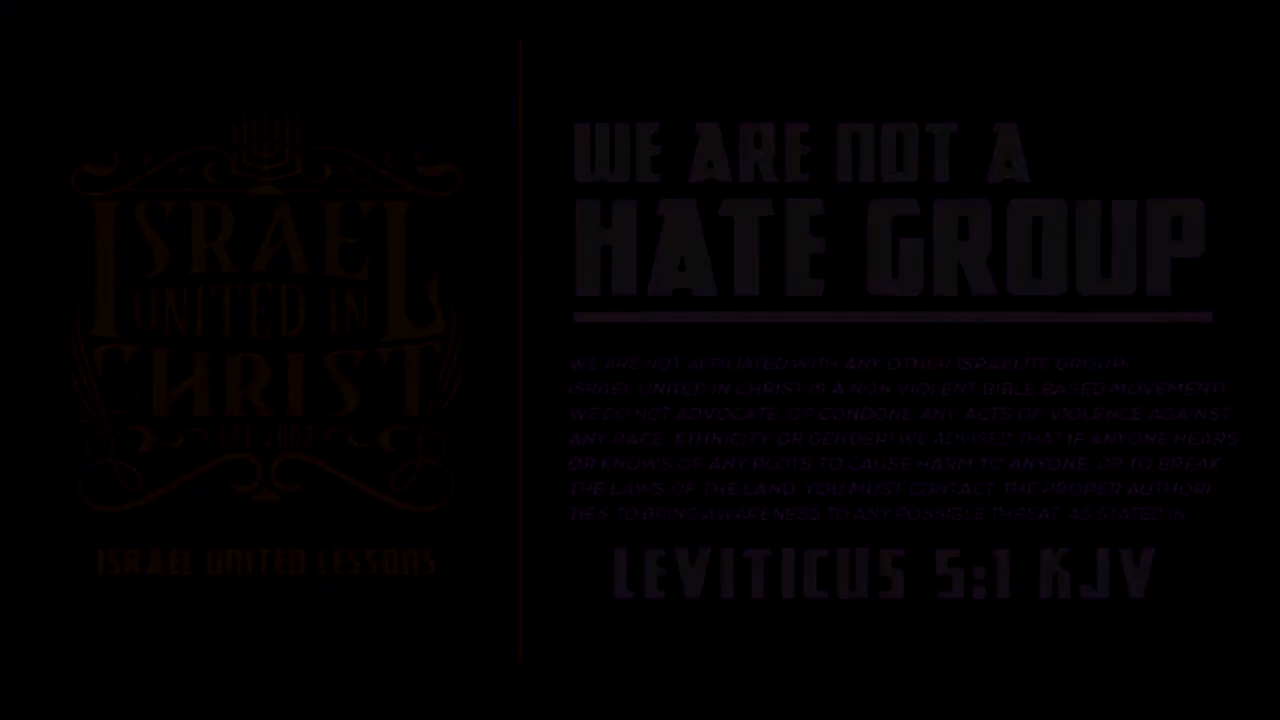 ISRAEL
UNITED IN
CHRIST
EST. 2003
ISRAEL UNITED LESSONS
WE ARE NOT A
HATE GROUP
WE ARE NOT AFFILIATED WITH ANY OTHER ISRAELITE GROUP!
ISRAEL UNITED IN CHRIST IS A NON VIOLENT BIBLE BASED MOVEMENT!
WE DO NOT ADVOCATE, OR CONDONE ANY ACTS OF VIOLENCE AGAINST
ANY RACE, ETHNICITY OR GENDER! WE ADVISED THAT IF ANYONE HEARS
OR KNOWS OF ANY PLOTS TO CAUSE HARM TO ANYONE, OR TO BREAK
THE LAWS OF THE LAND, YOU MUST CONTACT THE PROPER AUTHORI-
TIES TO BRING AWARENESS TO ANY POSSIBLE THREAT. AS STATED IN
LEVITICUS 5:1 KJV